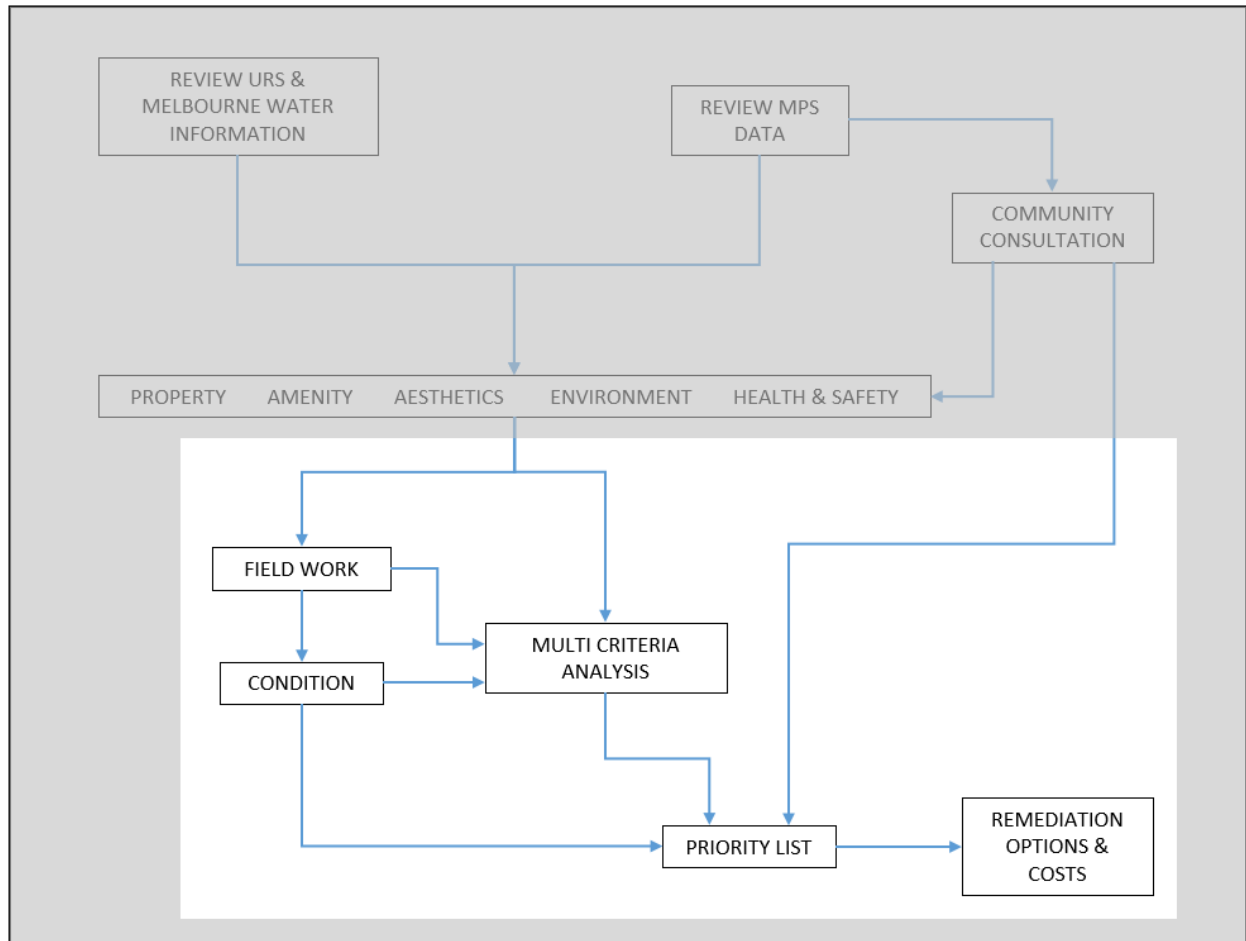 REVIEW URS &
MELBOURNE WATER
INFORMATION
REVIEW MPS
DATA
COMMUNITY
CONSULTATION
PROPERTY AMENITY AESTHETICS ENVIRONMENT HEALTH & SAFETY
FIELD WORK
MULTI CRITERIA
ANALYSIS
CONDITION
PRIORITY LIST
REMEDIATION
OPTIONS &
COSTS